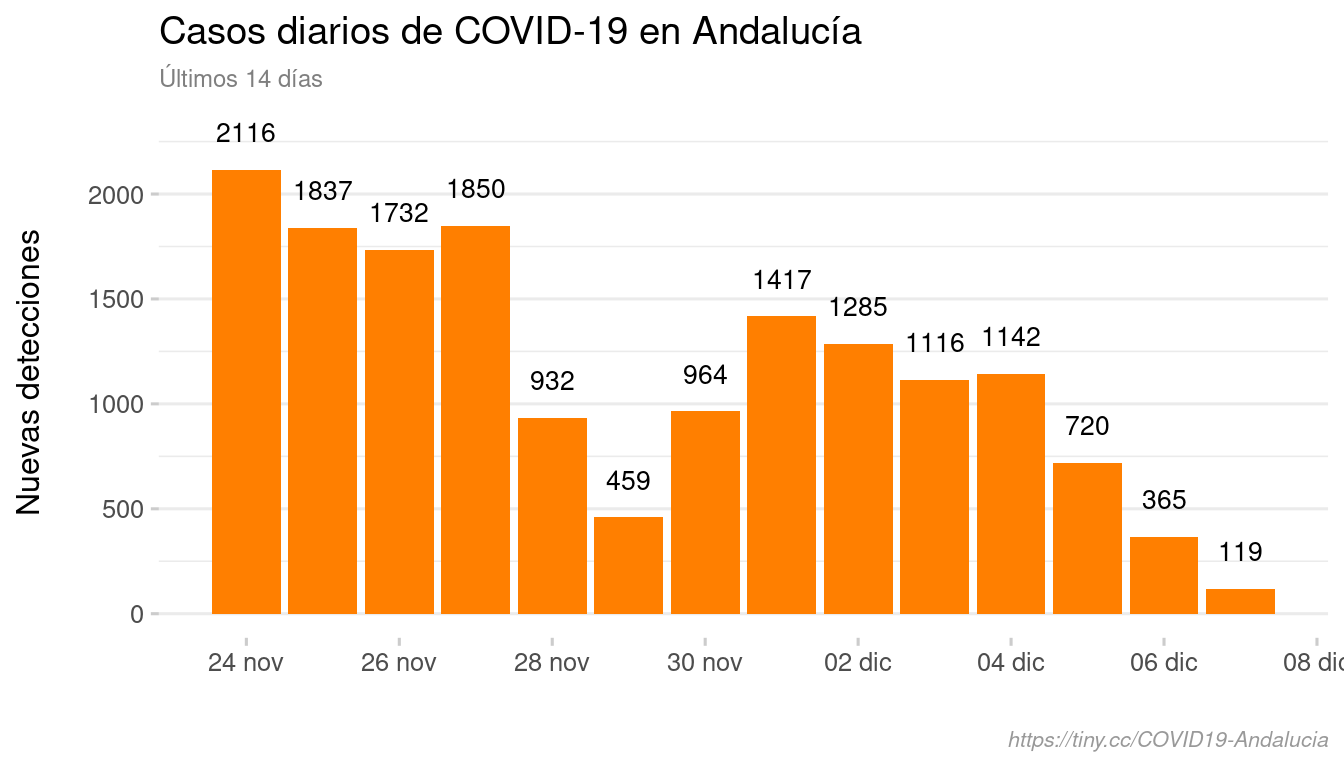 Casos diarios de COVID-19 en Andalucía
Últimos 14 días
Nuevas detecciones
2000
1500
1000
500
0
2116
1837
1732
1850
932
459
964
1417
1285
1116
1142
720
365
119
24 nov
26 nov
28 nov
30 nov
02 dic
04 dic
06 dic
08 dic
https://tiny.cc/COVID19-Andalucia